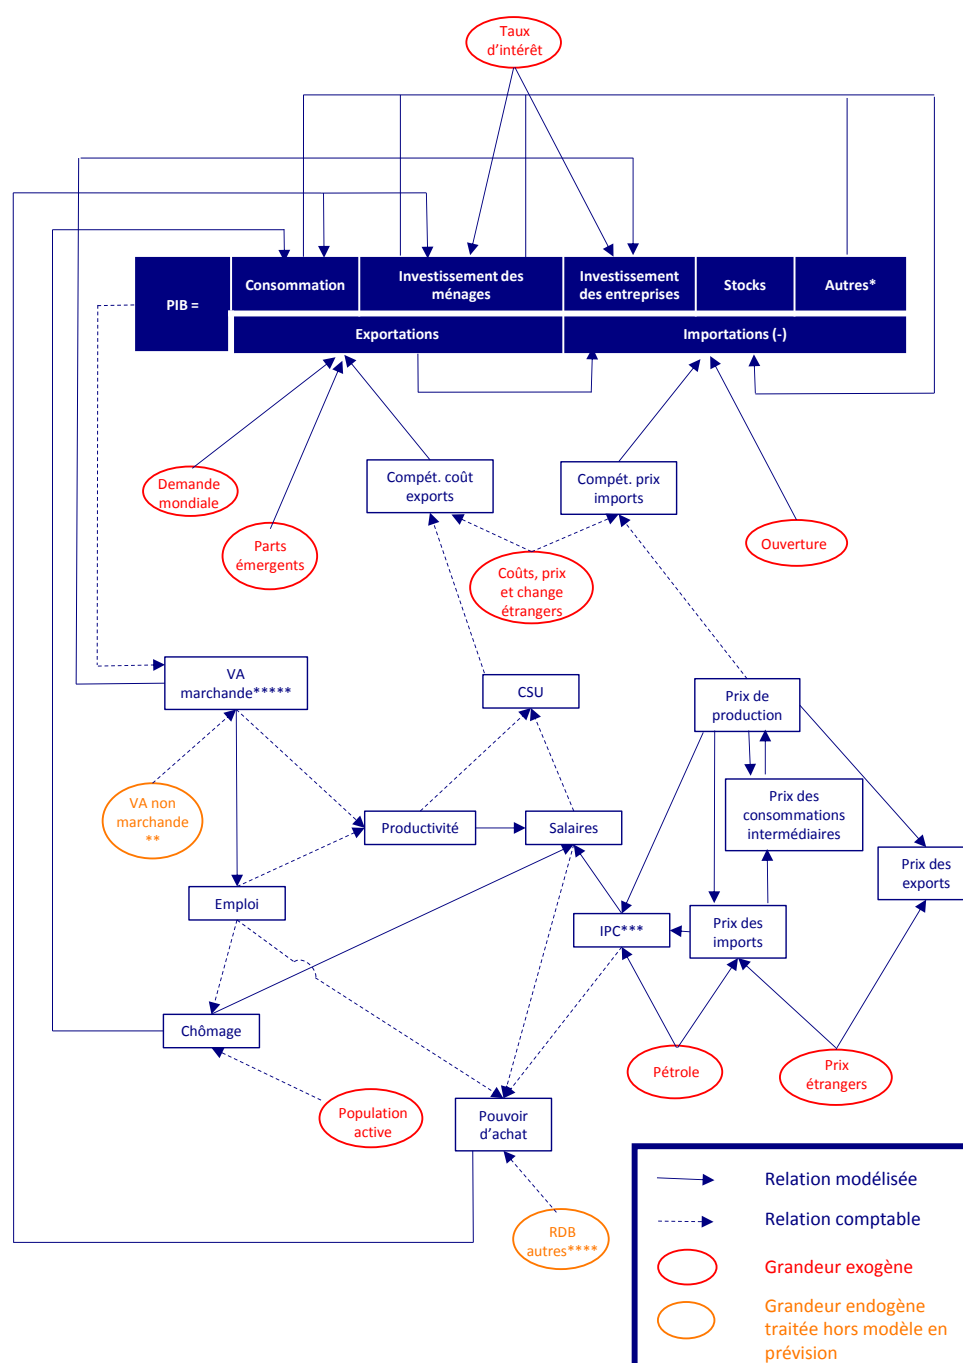 Taux
d'intérêt
PIB =
Consommation
Investissement des
ménages
Investissement
des entreprises
Stocks
Autres*
Exportations
Importations (-)
Demande
mondiale
Parts
émergents
Compét. coût
exports
Compét. prix
imports
Coûts, prix
et change
étrangers
Ouverture
VA
marchande*****
CSU
Prix de
production
VA non
marchande
**
Productivité
Salaires
Prix des
consommations
intermédiaires
Prix des
exports
Emploi
IPC***
Prix des
imports
Chômage
Pétrole
Prix
étrangers
Population
active
Pouvoir
d'achat
RDB
autres****
Relation modélisée
Relation comptable
Grandeur exogène
Grandeur endogène
traitée hors modèle en
prévision